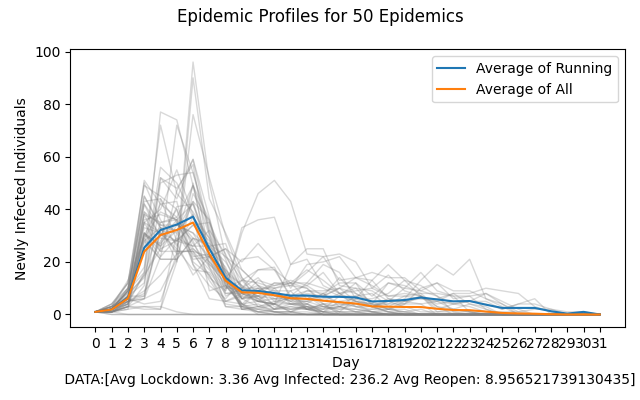 Epidemic Profiles for 50 Epidemics
Newly Infected Individuals
100
80
60
40
20
0
Average of Running
Average of All
0 1 2 3 4 5 6 7 8 9 10111213141516171819202122232425262728293031
Day
DATA:[Avg Lockdown: 3.36 Avg Infected: 236.2 Avg Reopen: 8.956521739130435]